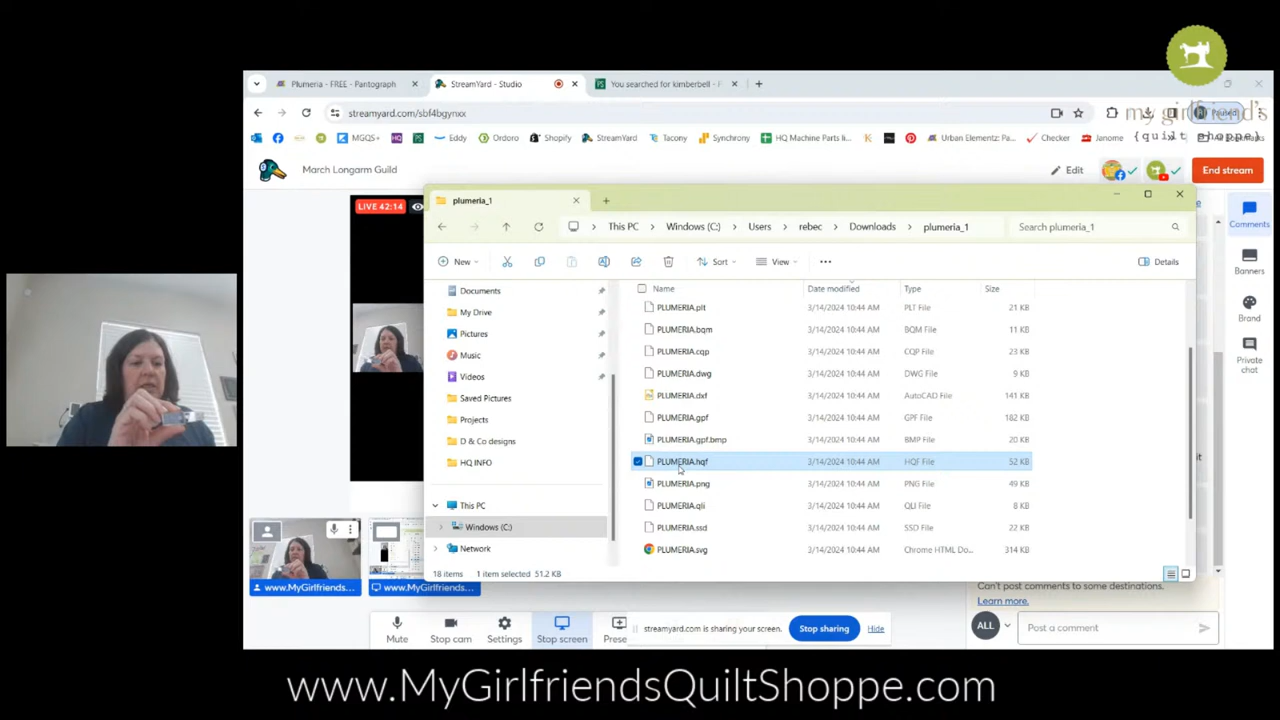 Plumeria - FREE - Pantograph
StreamYard - Studio
You searched for kimberbell - F
streamyard.com/sbf4bgynxx
Paused
my girlfriend's
{quilt shoppe}
MGQS+
Eddy
Ordoro
Shopify
StreamYard
Tacony
Synchrony
HQ Machine Parts li...
Urban Elementz: Pa...
Checker
Janome
March Longarm Guild
Edit
End stream
LIVE 42:14
plumeria_1
This PC > Windows (C:) > Users > rebec > Downloads > plumeria_1
Search plumeria_1
New
Sort
View
Details
Comments
Banners
Brand
Private
chat
Documents
My Drive
Pictures
Music
Videos
Saved Pictures
Projects
D & Co designs
HQ INFO
This PC
Windows (C:)
Network
Name Date modified Type Size
PLUMERIA.plt 3/14/2024 10:44 AM PLT File 21 KB
PLUMERIA.bqm 3/14/2024 10:44 AM BQM File 11 KB
PLUMERIA.cqp 3/14/2024 10:44 AM CQP File 23 KB
PLUMERIA.dwg 3/14/2024 10:44 AM DWG File 9 KB
PLUMERIA.dxf 3/14/2024 10:44 AM AutoCAD File 141 KB
PLUMERIA.gpf 3/14/2024 10:44 AM GPF File 182 KB
PLUMERIA.gpf.bmp 3/14/2024 10:44 AM BMP File 20 KB
PLUMERIA.hqf 3/14/2024 10:44 AM HQF File 52 KB
PLUMERIA.png 3/14/2024 10:44 AM PNG File 49 KB
PLUMERIA.qli 3/14/2024 10:44 AM QLI File 8 KB
PLUMERIA.ssd 3/14/2024 10:44 AM SSD File 22 KB
PLUMERIA.svg 3/14/2024 10:44 AM Chrome HTML Do... 314 KB
18 items 1 item selected 51.2 KB
www.MyGirlfriends...
www.MyGirlfriends...
Can't post comments to some destinations.
Learn more.
ALL
Post a comment
Mute
Stop cam
Settings
Stop screen
Prese
streamyard.com is sharing your screen.
Stop sharing
Hide
www.MyGirlfriendsQuiltShoppe.com